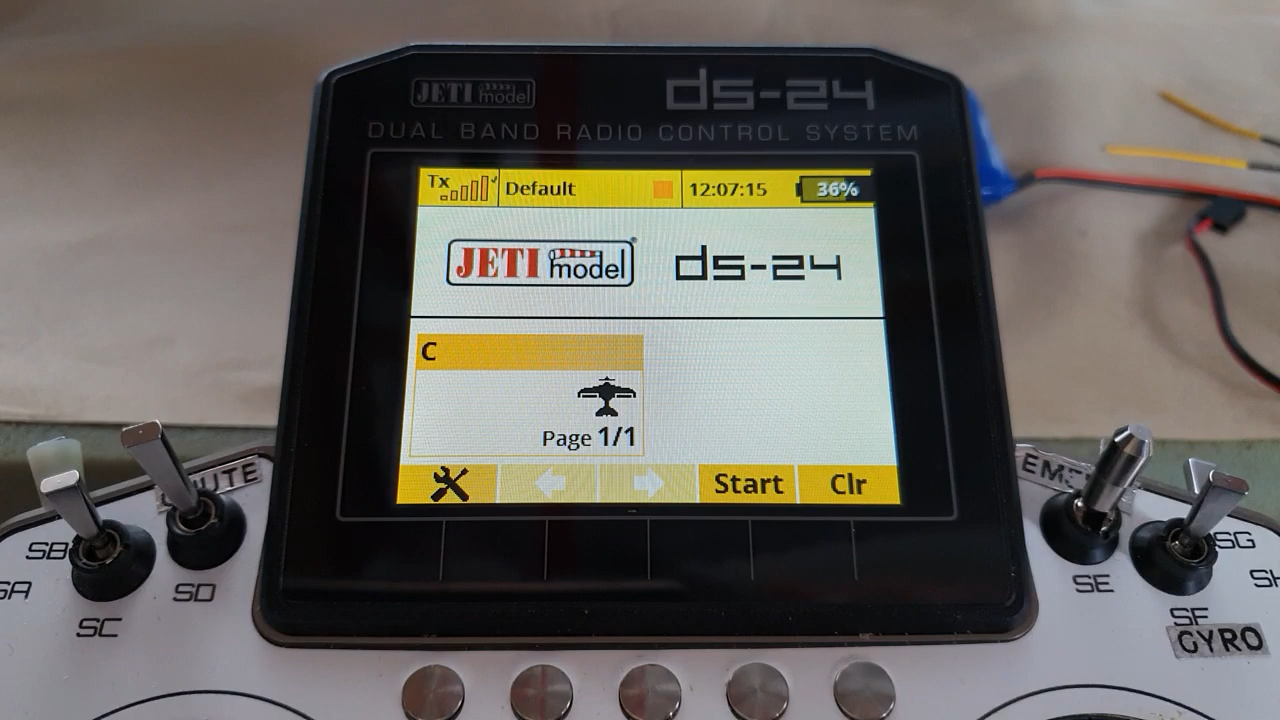 JETI model ds-24
DUAL BAND RADIO CONTROL SYSTEM
Tx Default 12:07:15 36%
JETI model ds-24
C
Page 1/1
Start Clr
SB
SA
SC
SD
SE
SG
SF
GYRO